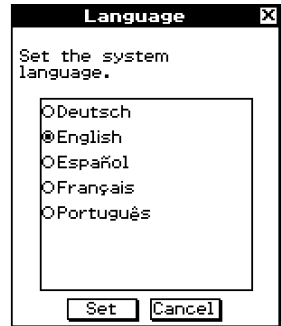 Language
Set the system
language.
Deutsch
English
Español
Français
Português
Set Cancel